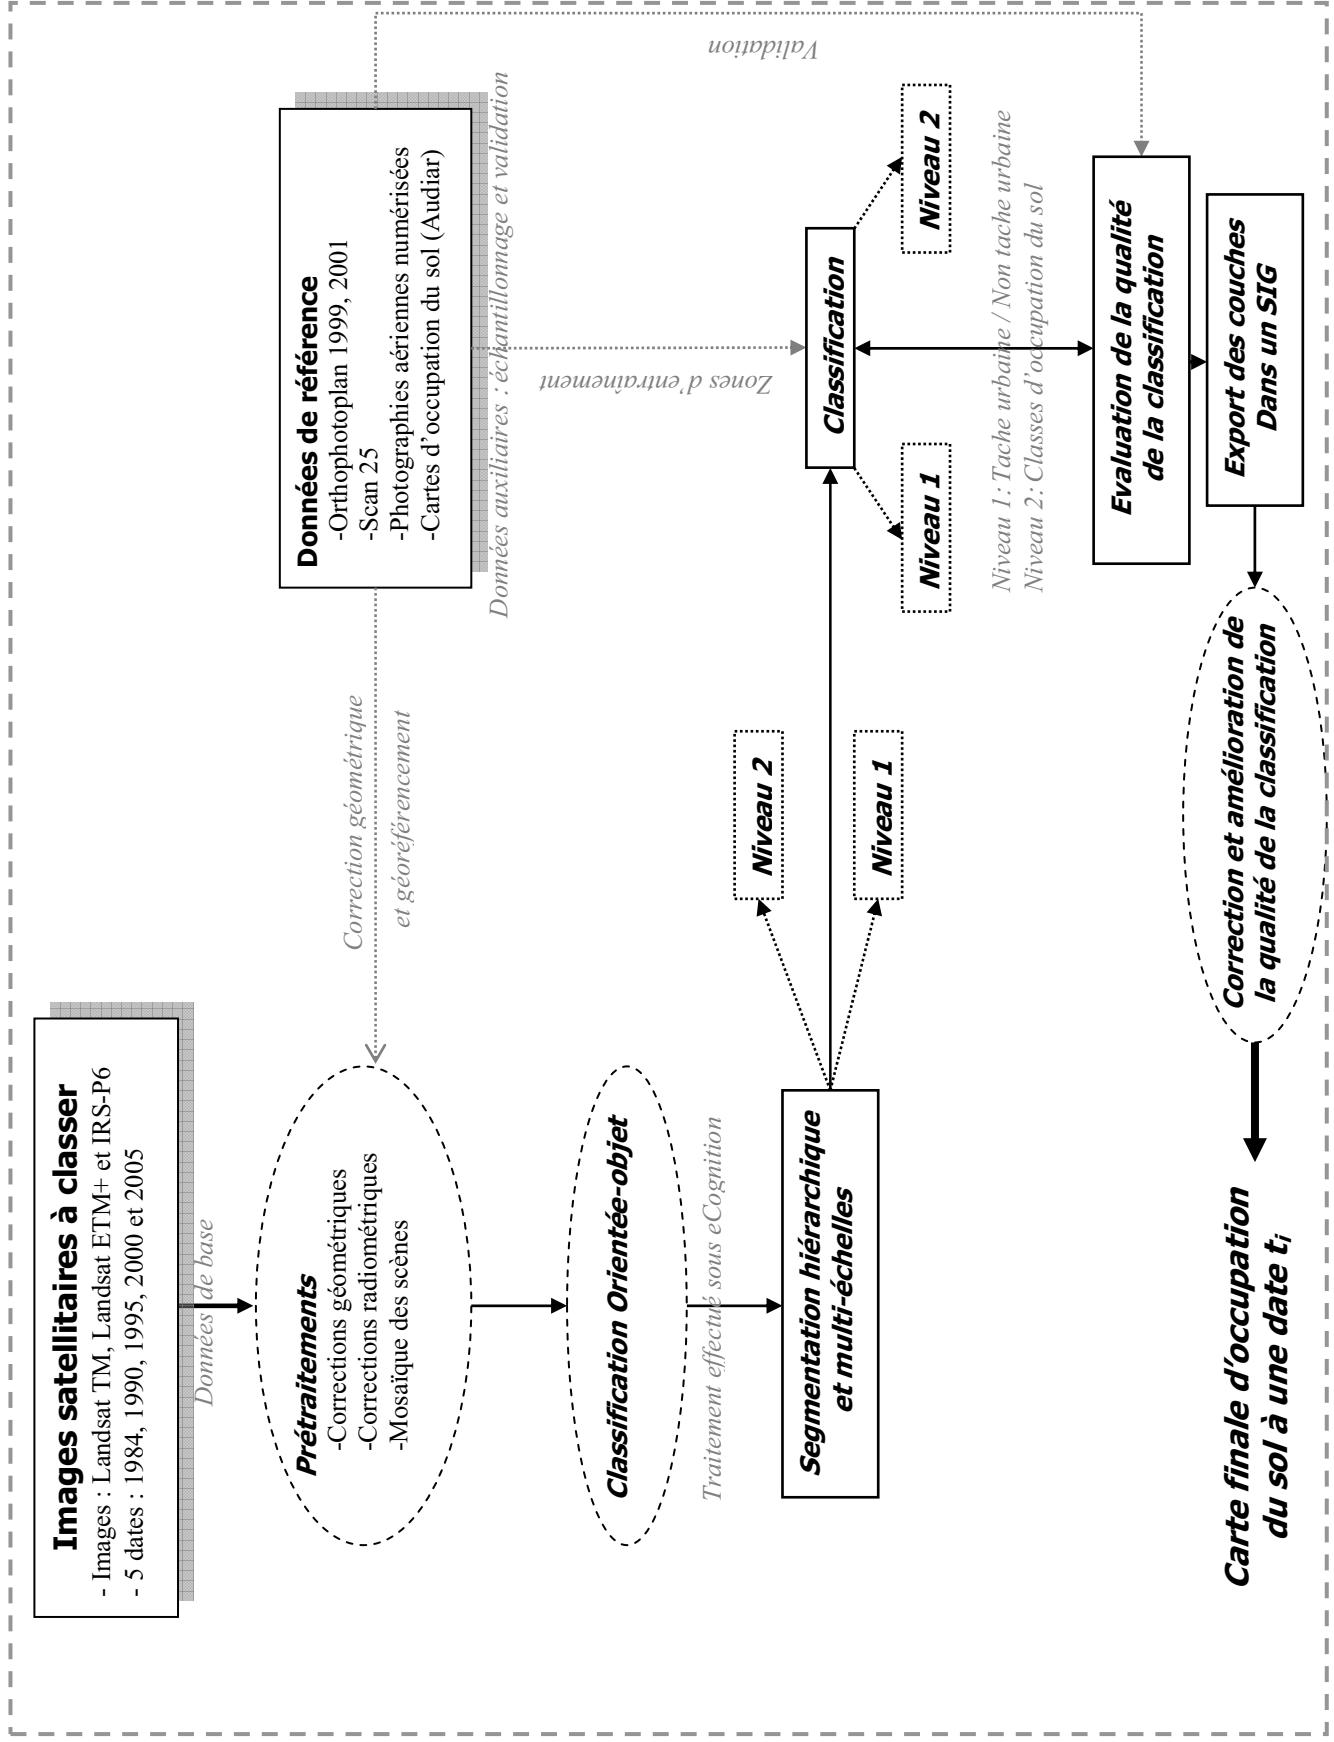 Images satellitaires à classer
- Images : Landsat TM, Landsat ETM+ et IRS-P6
- 5 dates : 1984, 1990, 1995, 2000 et 2005
Données de base
Données de référence
-Orthophotoplan 1999, 2001
-Scan 25
-Photographies aériennes numérisées
-Cartes d'occupation du sol (Audiar)
Données auxiliaires : échantillonnage et validation
Correction géométrique
et géoréférencement
Validation
Prétraitements
-Corrections géométriques
-Corrections radiométriques
-Mosaïque des scènes
Zones d'entraînement
Classification Orientée-objet
Traitement effectué sous eCognition
Segmentation hiérarchique
et multi-échelles
Niveau 2
Niveau 1
Classification
Niveau 1
Niveau 2
Niveau 1: Tache urbaine / Non tache urbaine
Niveau 2: Classes d'occupation du sol
Evaluation de la qualité
de la classification
Export des couches
Dans un SIG
Correction et amélioration de
la qualité de la classification
Carte finale d'occupation
du sol à une date ti